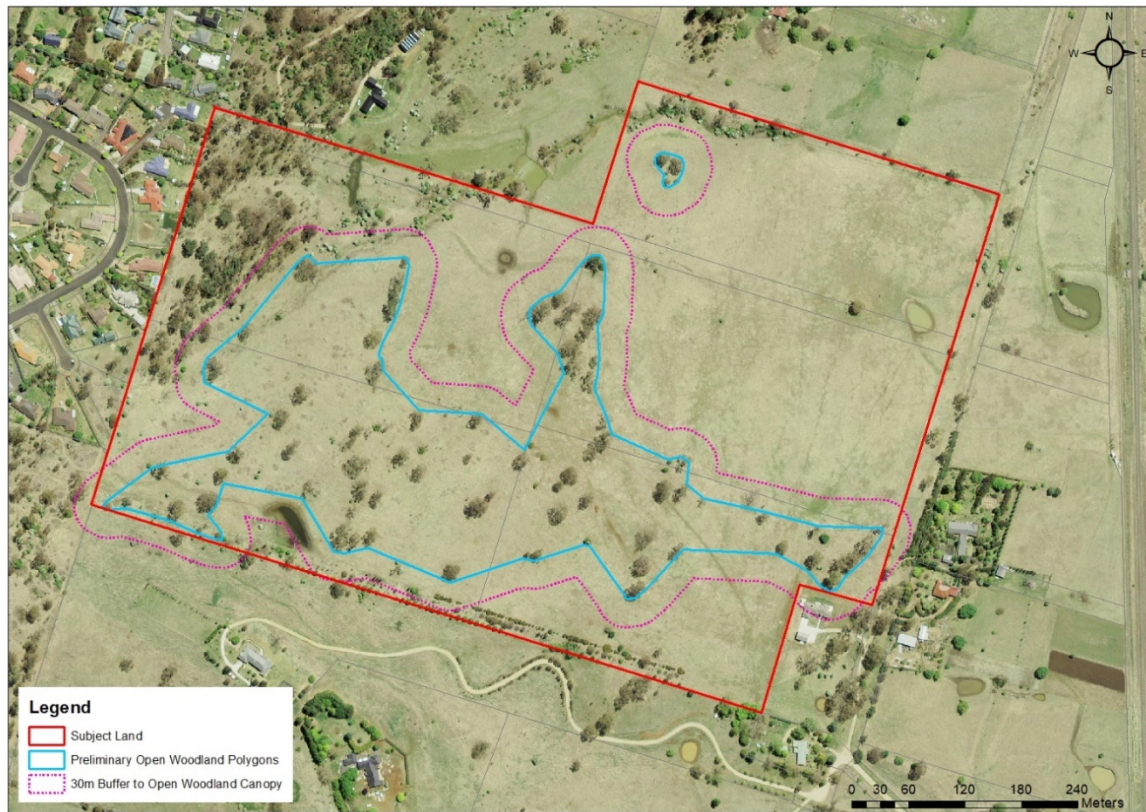 N
W E
S
Legend
Subject Land
Preliminary Open Woodland Polygons
30m Buffer to Open Woodland Canopy
0 30 60 120 180 240
Meters